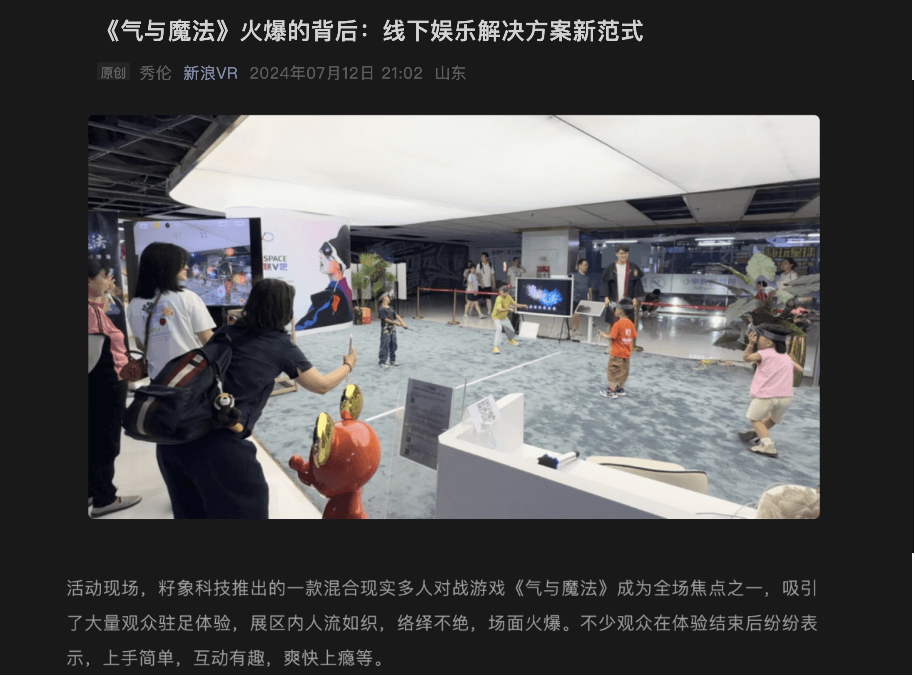 《气与魔法》火爆的背后：线下娱乐解决方案新范式
原创 秀伦 新浪VR 2024年07月12日 21:02 山东
SPACE
活动现场，籽象科技推出的一款混合现实多人对战游戏《气与魔法》成为全场焦点之一，吸引
了大量观众驻足体验，展区内人流如织，络绎不绝，场面火爆。不少观众在体验结束后纷纷表
示，上手简单，互动有趣，爽快上瘾等。